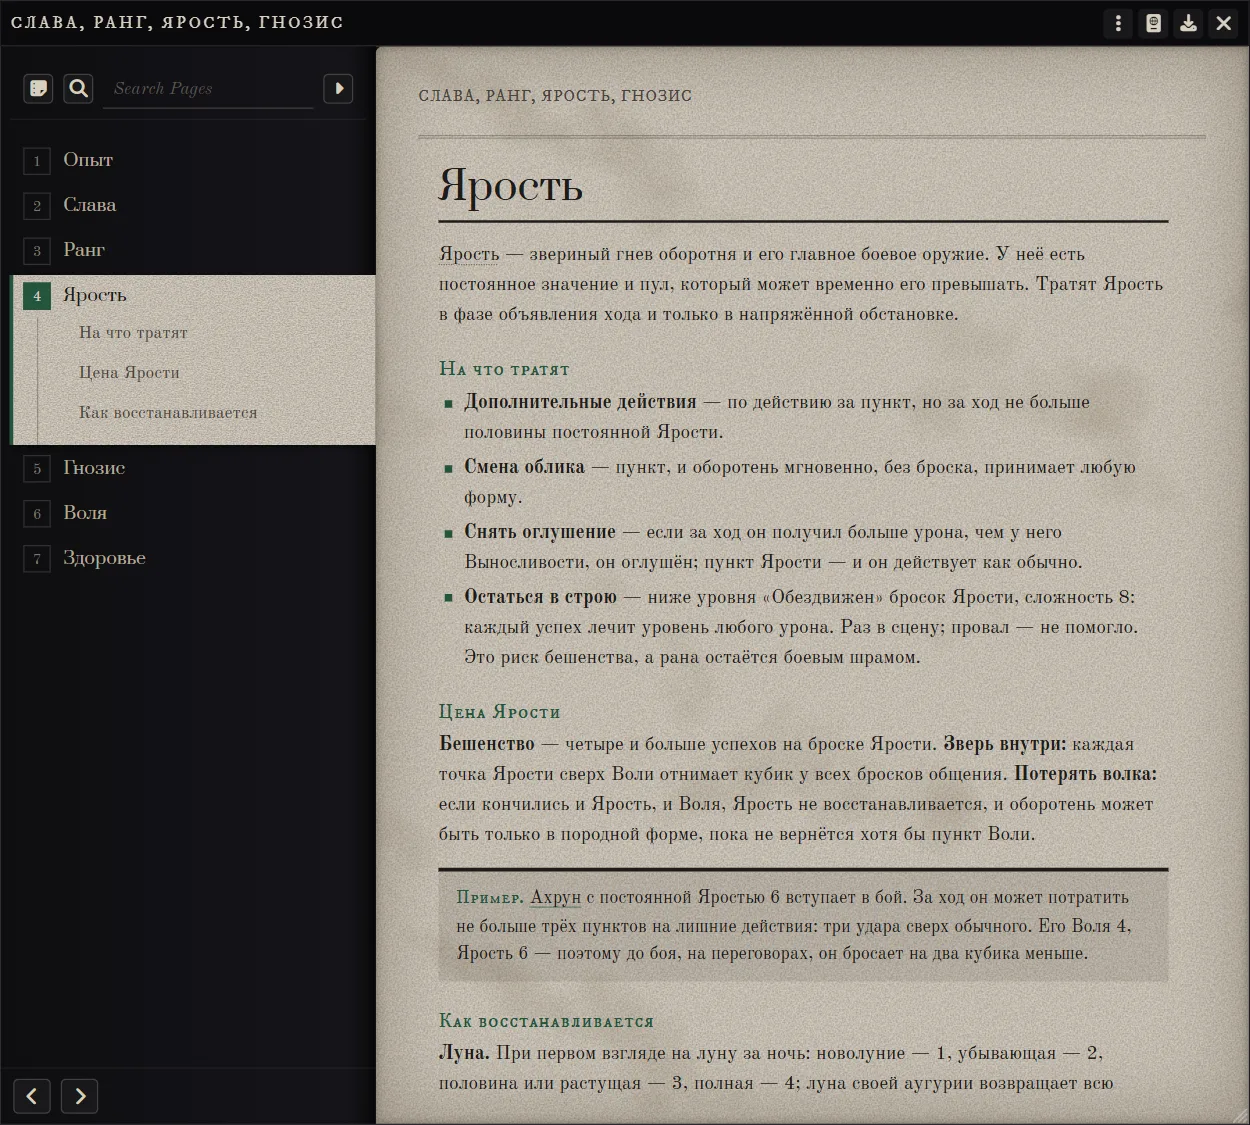 СЛАВА, РАНГ, ЯРОСТЬ, ГНОЗИС
Search Pages
1 Опыт
2 Слава
3 Ранг
4 Ярость
На что тратят
Цена Ярости
Как восстанавливается
5 Гнозис
6 Воля
7 Здоровье
СЛАВА, РАНГ, ЯРОСТЬ, ГНОЗИС
Ярость
Ярость — звериный гнев оборотня и его главное боевое оружие. У неё есть
постоянное значение и пул, который может временно его превышать. Тратят Ярость
в фазе объявления хода и только в напряжённой обстановке.
На что тратят
Дополнительные действия — по действию за пункт, но за ход не больше
половины постоянной Ярости.
Смена облика — пункт, и оборотень мгновенно, без броска, принимает любую
форму.
Снять оглушение — если за ход он получил больше урона, чем у него
Выносливости, он оглушён; пункт Ярости — и он действует как обычно.
Остаться в строю — ниже уровня «Обездвижен» бросок Ярости, сложность 8:
каждый успех лечит уровень любого урона. Раз в сцену; провал — не помогло.
Это риск бешенства, а рана остаётся боевым шрамом.
Цена Ярости
Бешенство — четыре и больше успехов на броске Ярости. Зверь внутри: каждая
точка Ярости сверх Воли отнимает кубик у всех бросков общения. Потерять волка:
если кончились и Ярость, и Воля, Ярость не восстанавливается, и оборотень может
быть только в породной форме, пока не вернётся хотя бы пункт Воли.
Пример. Ахрун с постоянной Яростью 6 вступает в бой. За ход он может потратить
не больше трёх пунктов на лишние действия: три удара сверх обычного. Его Воля 4,
Ярость 6 — поэтому до боя, на переговорах, он бросает на два кубика меньше.
Как восстанавливается
Луна. При первом взгляде на луну за ночь: новолуние — 1, убывающая — 2,
половина или растущая — 3, полная — 4; луна своей аугурии возвращает всю